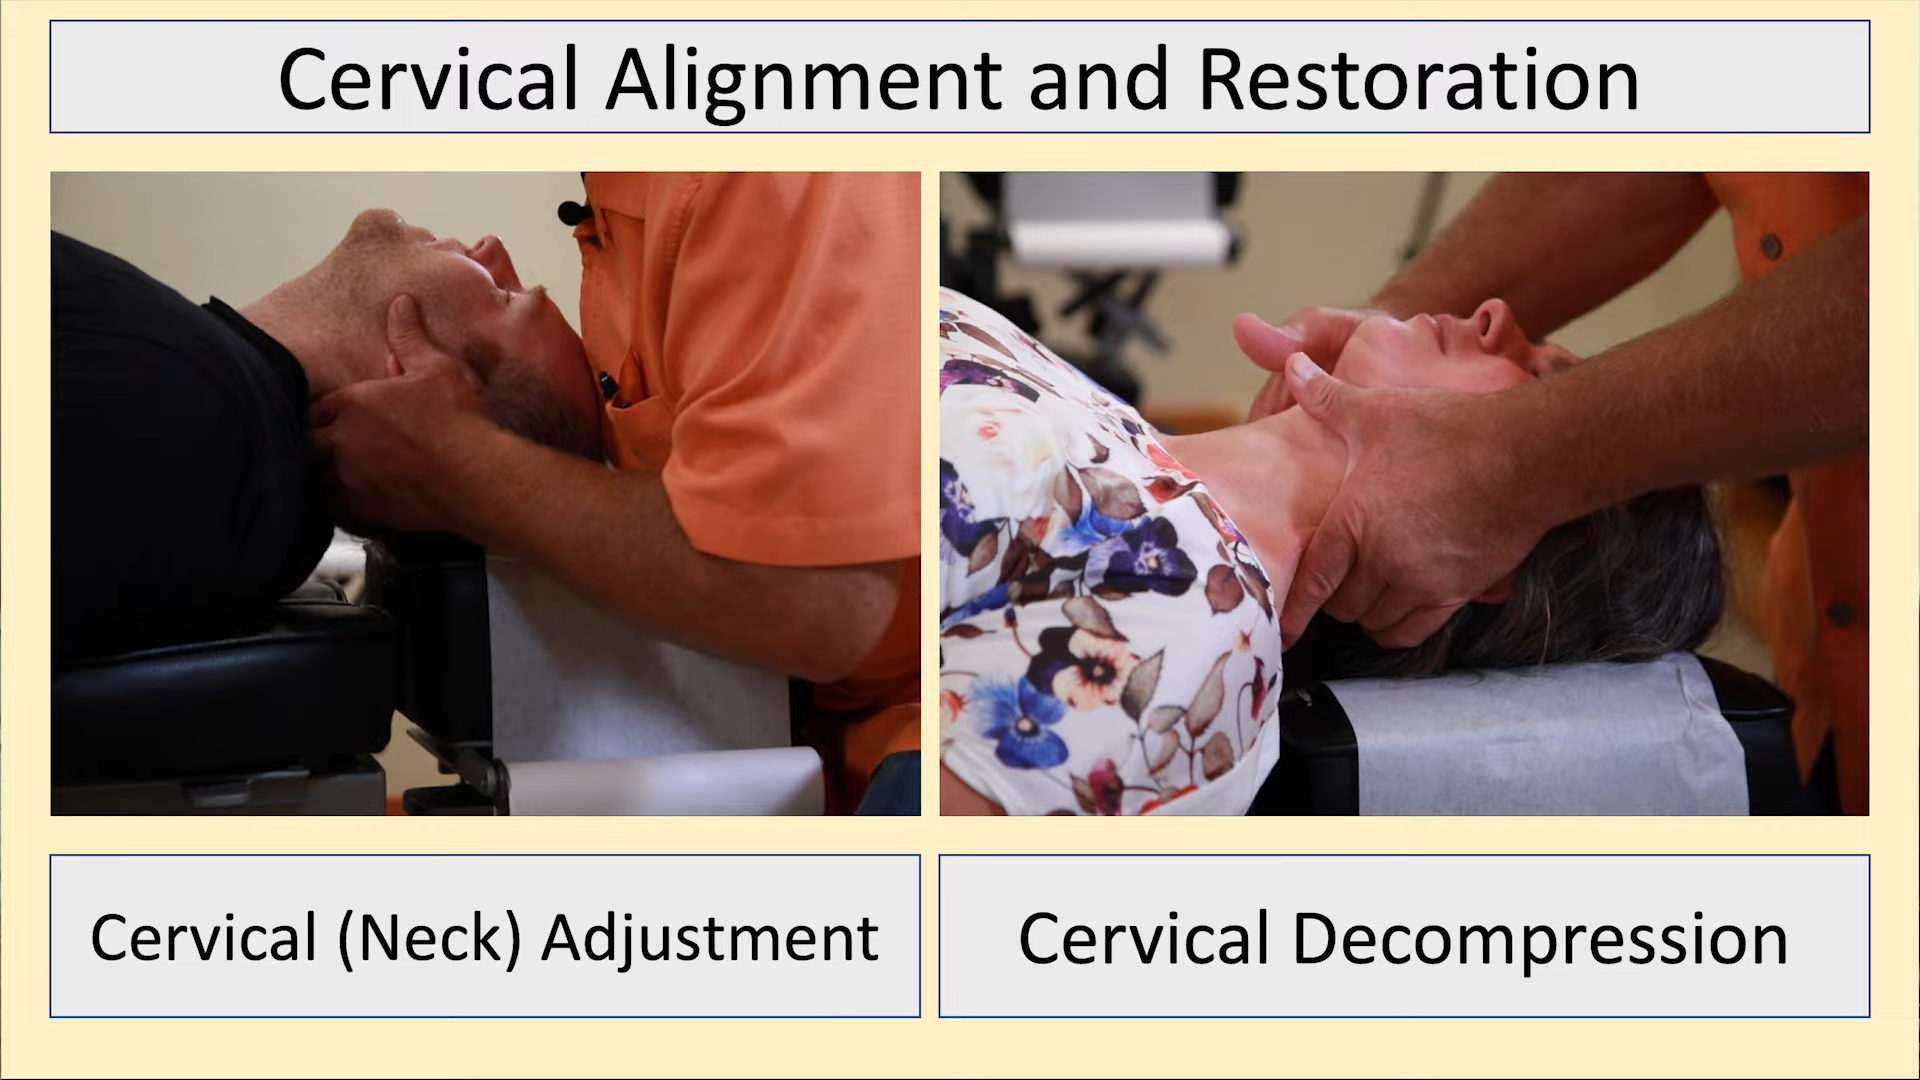 Cervical Alignment and Restoration
Cervical (Neck) Adjustment
Cervical Decompression